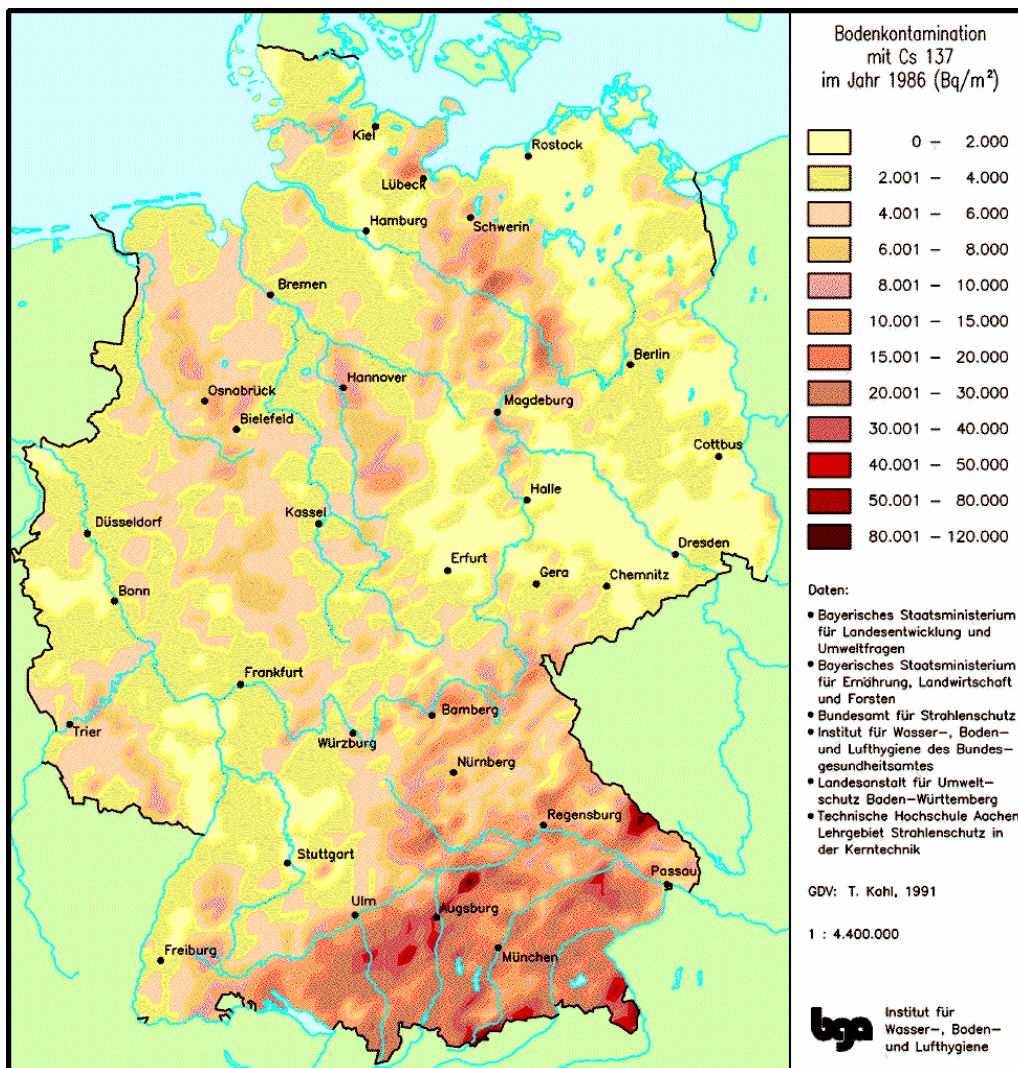 Bodenkontamination
mit Cs 137
im Jahr 1986 (Bq/m²)
0 – 2.000
2.001 – 4.000
4.001 – 6.000
6.001 – 8.000
8.001 – 10.000
10.001 – 15.000
15.001 – 20.000
20.001 – 30.000
30.001 – 40.000
40.001 – 50.000
50.001 – 80.000
80.001 – 120.000
Daten:
• Bayerisches Staatsministerium
für Landesentwicklung und
Umweltfragen
• Bayerisches Staatsministerium
für Ernährung, Landwirtschaft
und Forsten
• Bundesamt für Strahlenschutz
• Institut für Wasser–, Boden–
und Lufthygiene des Bundes–
gesundheitsamtes
• Landesanstalt für Umwelt–
schutz Baden–Württemberg
• Technische Hochschule Aachen
Lehrgebiet Strahlenschutz in
der Kerntechnik
GDV: T. Kahl, 1991
1 : 4.400.000
bga
Institut für
Wasser–, Boden–
und Lufthygiene
Kiel
Rostock
Lübeck
Schwerin
Hamburg
Bremen
Berlin
Hannover
Osnabrück
Magdeburg
Bielefeld
Cottbus
Halle
Kassel
Düsseldorf
Dresden
Erfurt
Gera
Chemnitz
Bonn
Frankfurt
Bamberg
Trier
Würzburg
Nürnberg
Regensburg
Stuttgart
Passau
Ulm
Augsburg
München
Freiburg